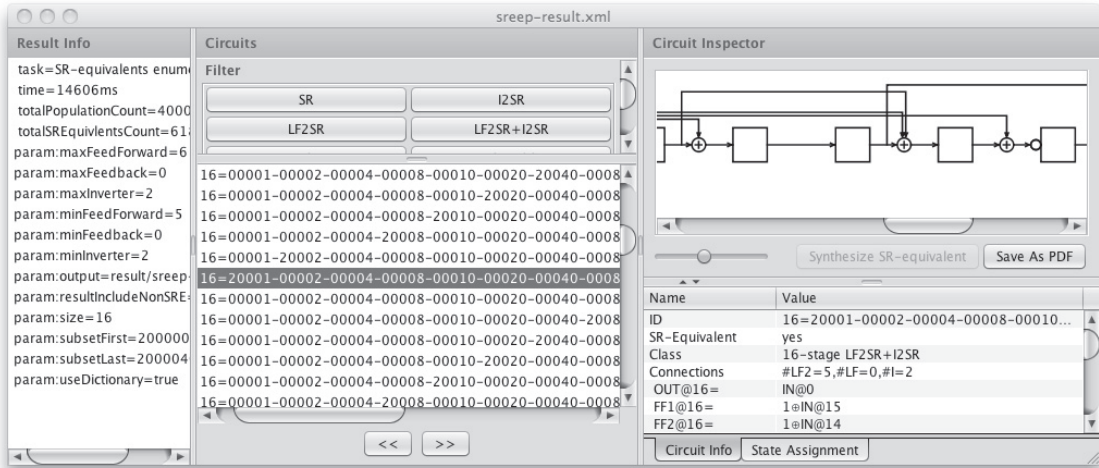 sreep-result.xml
Result Info
task=SR-equivalents enum
time=14606ms
totalPopulationCount=4000
totalSREquivlentsCount=61
param:maxFeedForward=6
param:maxFeedback=0
param:maxInverter=2
param:minFeedForward=5
param:minFeedback=0
param:minInverter=2
param:output=result/sreep-
param:resultIncludeNonSRE=
param:size=16
param:subsetFirst=200000
param:subsetLast=200004
param:useDictionary=true
Circuits
Filter
SR
I2SR
LF2SR
LF2SR+I2SR
16=00001-00002-00004-00008-00010-00020-20040-0008
16=00001-00002-00004-00008-00010-20020-00040-0008
16=00001-00002-00004-00008-20010-00020-00040-0008
16=00001-00002-00004-20008-00010-00020-00040-0008
16=00001-20002-00004-00008-00010-00020-00040-0008
16=20001-00002-00004-00008-00010-00020-00040-0008
16=00001-00002-00004-00008-00010-00020-00040-0008
16=00001-00002-00004-00008-00010-00020-00040-2008
16=00001-00002-00004-00008-00010-00020-20040-0008
16=00001-00002-00004-00008-00010-20020-00040-0008
16=00001-00002-00004-00008-20010-00020-00040-0008
16=00001-00002-00004-20008-00010-00020-00040-0008
<<
>>
Circuit Inspector
Synthesize SR-equivalent
Save As PDF
Name Value
ID 16=20001-00002-00004-00008-00010...
SR-Equivalent yes
Class 16-stage LF2SR+I2SR
Connections #LF2=5,#LF=0,#I=2
OUT@16= IN@0
FF1@16= 1⊕IN@15
FF2@16= 1⊕IN@14
Circuit Info
State Assignment